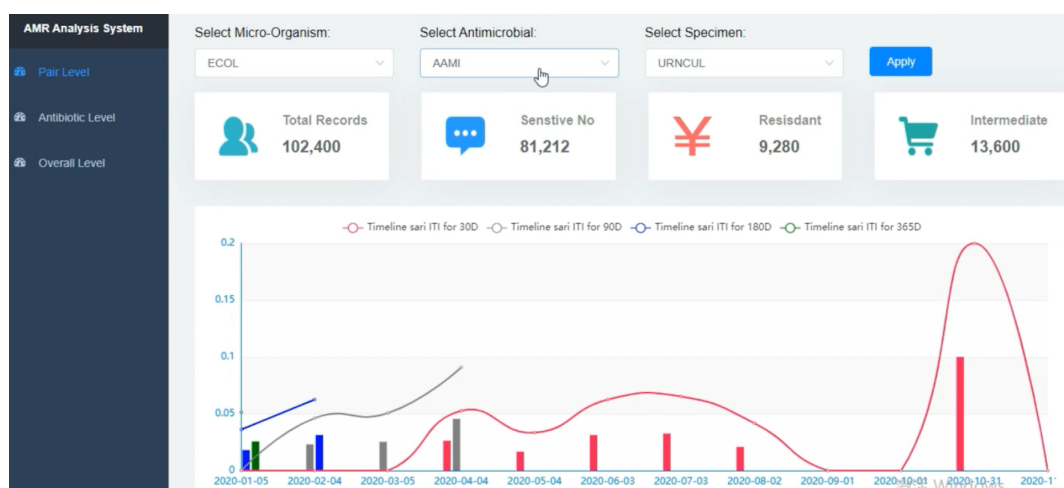 AMR Analysis System
Pair Level
Antibiotic Level
Overall Level
Select Micro-Organism: Select Antimicrobial: Select Specimen:
ECOL AAMI URNCUL Apply
Total Records Senstive No Resisdant Intermediate
102,400 81,212 9,280 13,600
Timeline sari ITI for 30D Timeline sari ITI for 90D Timeline sari ITI for 180D Timeline sari ITI for 365D
0.2
0.15
0.1
0.05
0
2020-01-05 2020-02-04 2020-03-05 2020-04-04 2020-05-04 2020-06-03 2020-07-03 2020-08-02 2020-09-01 2020-10-01 2020-10-31 2020-1
Windows